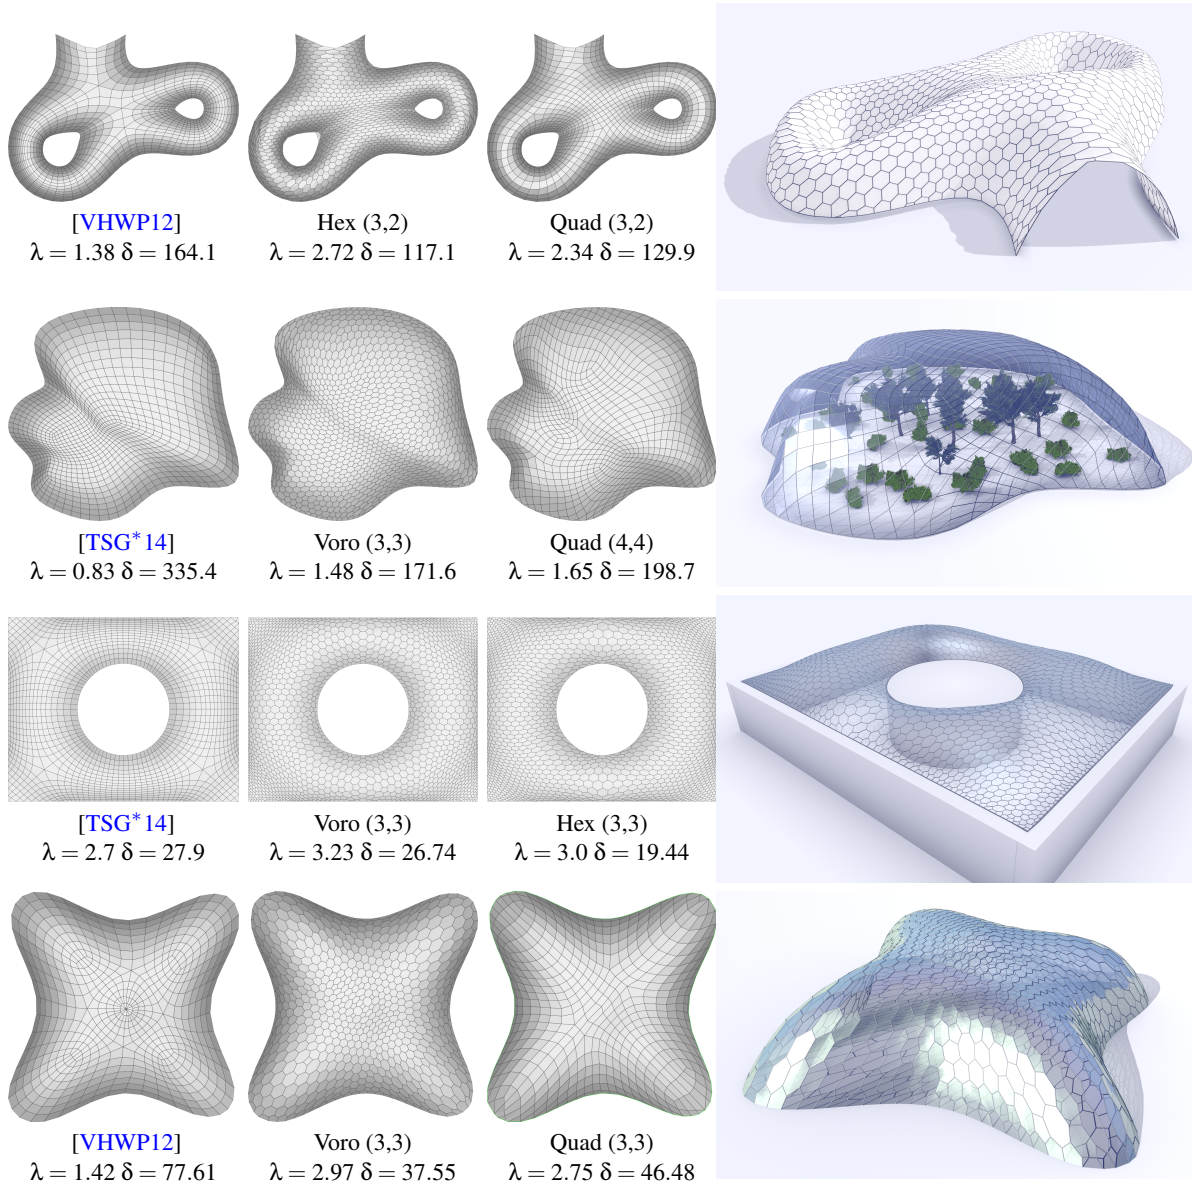 [VHWP12] Hex (3,2) Quad (3,2)
λ = 1.38 δ = 164.1 λ = 2.72 δ = 117.1 λ = 2.34 δ = 129.9
[TSG*14] Voro (3,3) Quad (4,4)
λ = 0.83 δ = 335.4 λ = 1.48 δ = 171.6 λ = 1.65 δ = 198.7
[TSG*14] Voro (3,3) Hex (3,3)
λ = 2.7 δ = 27.9 λ = 3.23 δ = 26.74 λ = 3.0 δ = 19.44
[VHWP12] Voro (3,3) Quad (3,3)
λ = 1.42 δ = 77.61 λ = 2.97 δ = 37.55 λ = 2.75 δ = 46.48